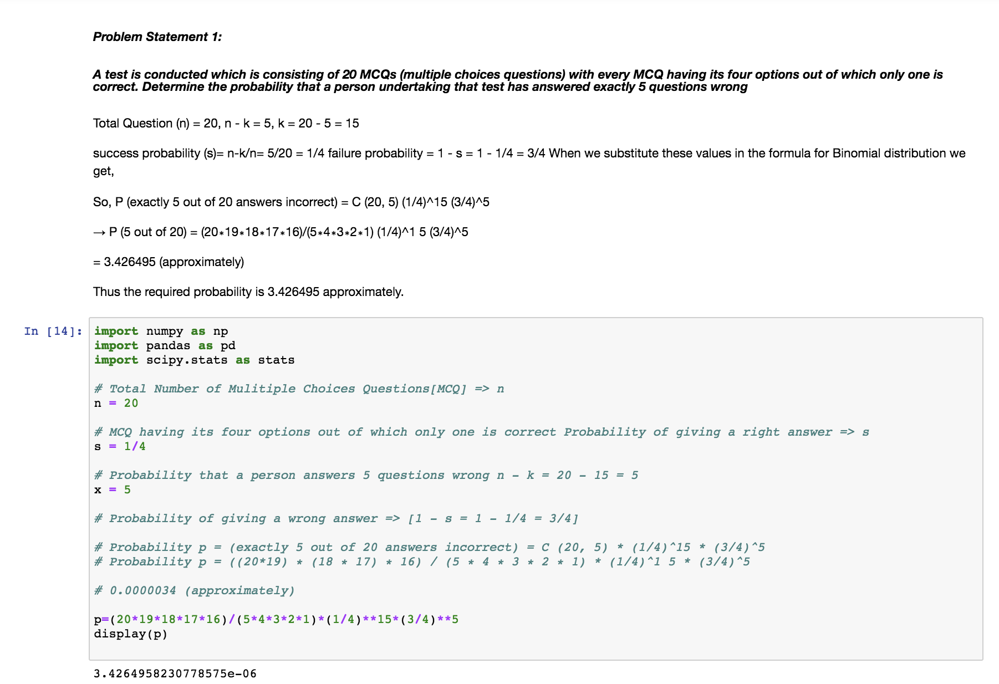 Problem Statement 1:
A test is conducted which is consisting of 20 MCQs (multiple choices questions) with every MCQ having its four options out of which only one is
correct. Determine the probability that a person undertaking that test has answered exactly 5 questions wrong
Total Question (n) = 20, n - k = 5, k = 20 - 5 = 15
success probability (s)= n-k/n= 5/20 = 1/4 failure probability = 1 - s = 1 - 1/4 = 3/4 When we substitute these values in the formula for Binomial distribution we
get,
So, P (exactly 5 out of 20 answers incorrect) = C (20, 5) (1/4)^15 (3/4)^5
→ P (5 out of 20) = (20∗19∗18∗17∗16)/(5∗4∗3∗2∗1) (1/4)^1 5 (3/4)^5
= 3.426495 (approximately)
Thus the required probability is 3.426495 approximately.
In [14]:
import numpy as np
import pandas as pd
import scipy.stats as stats
# Total Number of Mulitiple Choices Questions[MCQ] => n
n = 20
# MCQ having its four options out of which only one is correct Probability of giving a right answer => s
s = 1/4
# Probability that a person answers 5 questions wrong n - k = 20 - 15 = 5
x = 5
# Probability of giving a wrong answer => [1 - s = 1 - 1/4 = 3/4]
# Probability p = (exactly 5 out of 20 answers incorrect) = C (20, 5) * (1/4)^15 * (3/4)^5
# Probability p = ((20*19) * (18 * 17) * 16) / (5 * 4 * 3 * 2 * 1) * (1/4)^1 5 * (3/4)^5
# 0.0000034 (approximately)
p=(20*19*18*17*16)/(5*4*3*2*1)*(1/4)**15*(3/4)**5
display(p)
3.4264958230778575e-06